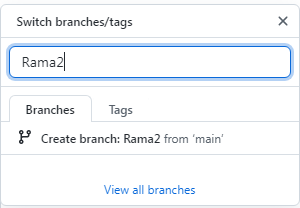 Switch branches/tags
Rama2
Branches Tags
Create branch: Rama2 from 'main'
View all branches